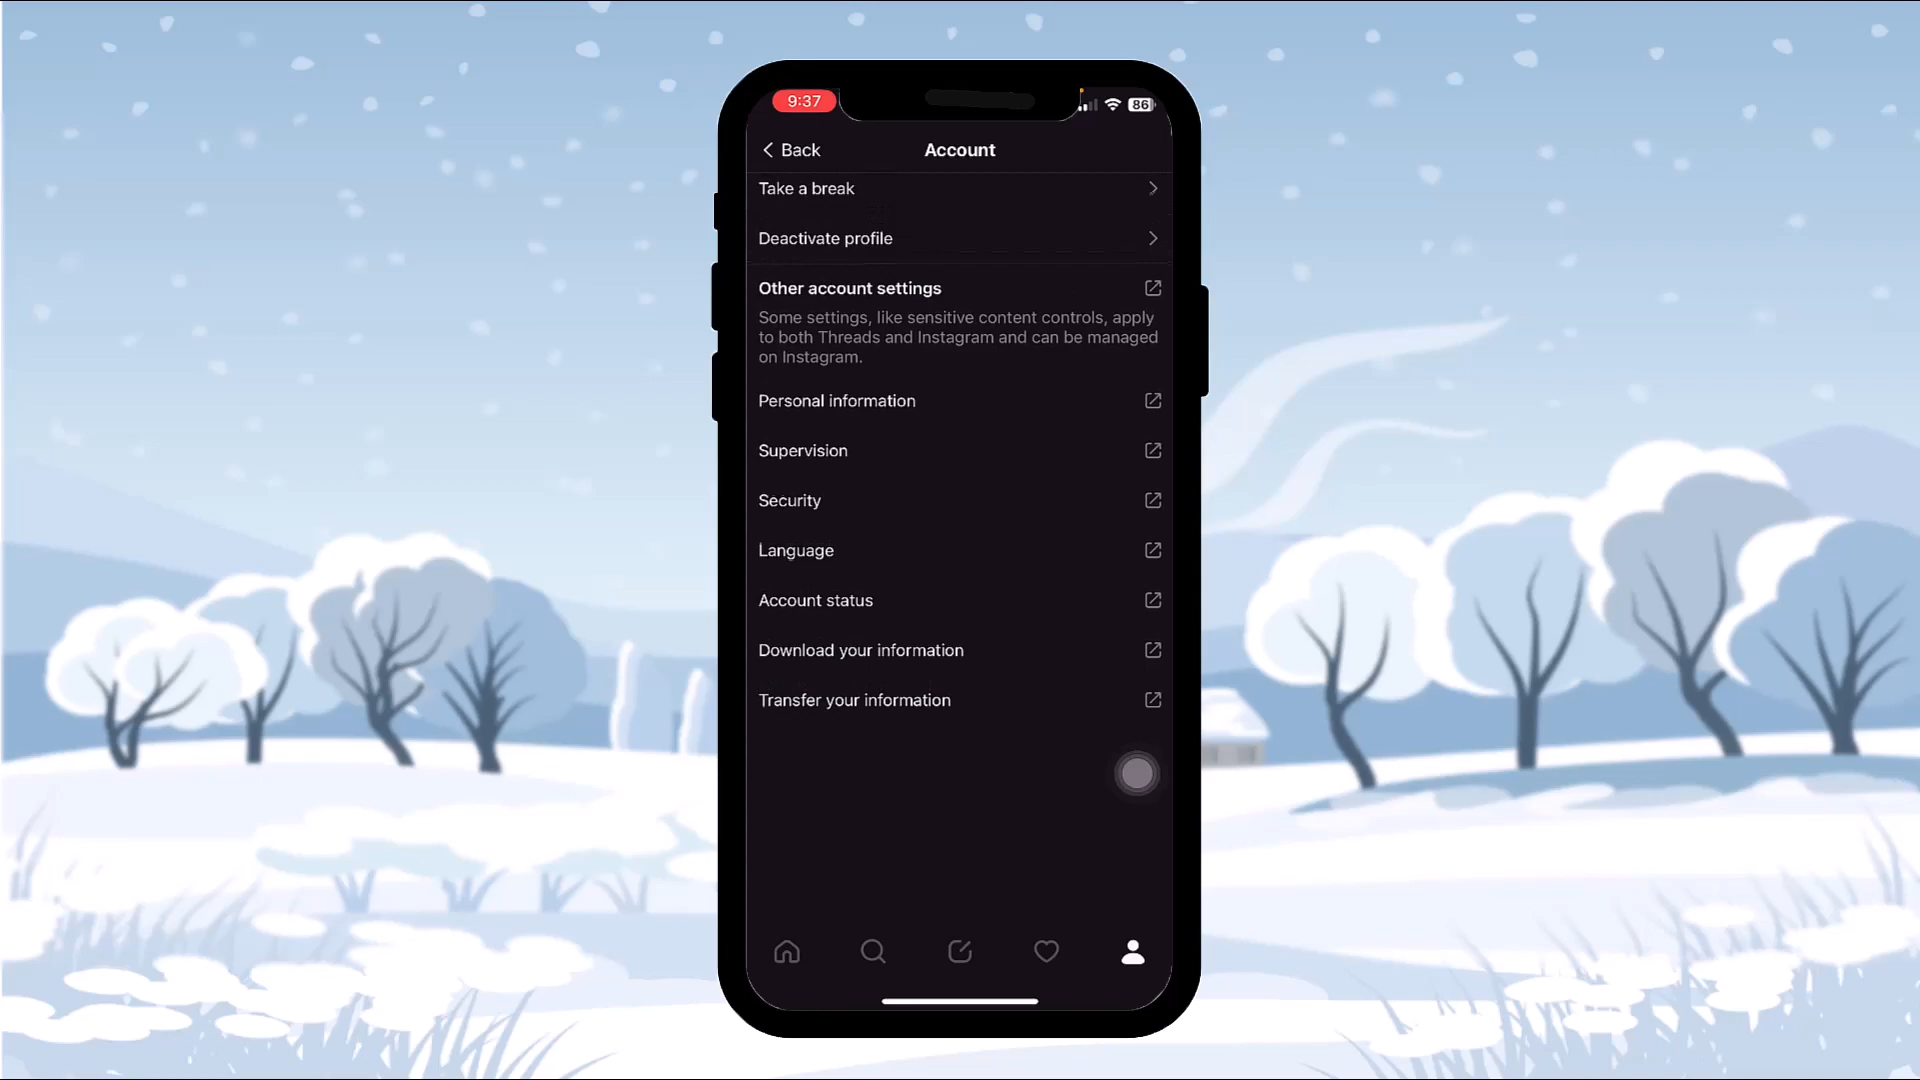 9:37
86
Back
Account
Take a break
Deactivate profile
Other account settings
Some settings, like sensitive content controls, apply
to both Threads and Instagram and can be managed
on Instagram.
Personal information
Supervision
Security
Language
Account status
Download your information
Transfer your information